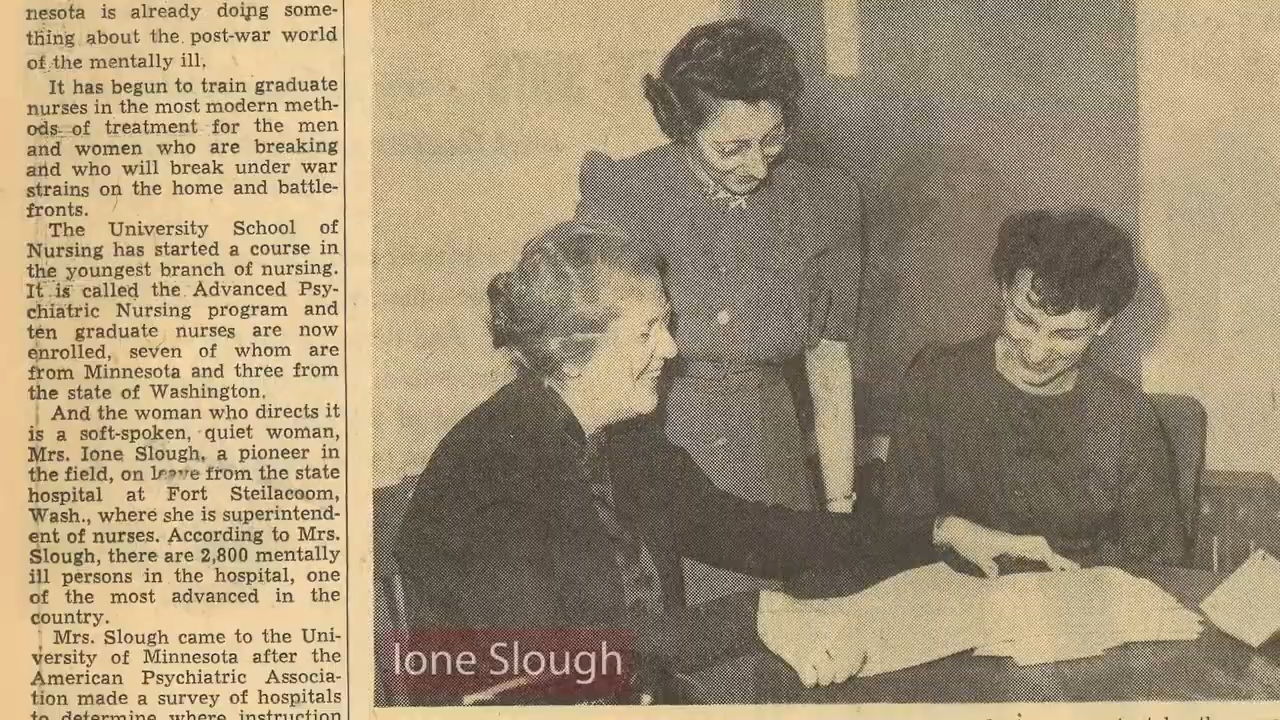 nesota is already doing some-
thing about the post-war world
of the mentally ill.
It has begun to train graduate
nurses in the most modern meth-
ods of treatment for the men
and women who are breaking
and who will break under war
strains on the home and battle-
fronts.
The University School of
Nursing has started a course in
the youngest branch of nursing.
It is called the Advanced Psy-
chiatric Nursing program and
ten graduate nurses are now
enrolled, seven of whom are
from Minnesota and three from
the state of Washington.
And the woman who directs it
is a soft-spoken, quiet woman,
Mrs. Ione Slough, a pioneer in
the field, on leave from the state
hospital at Fort Steilacoom,
Wash., where she is superintend-
ent of nurses. According to Mrs.
Slough, there are 2,800 mentally
ill persons in the hospital, one
of the most advanced in the
country.
Mrs. Slough came to the Uni-
versity of Minnesota after the
American Psychiatric Associa-
tion made a survey of hospitals
to determine where instruction
Ione Slough